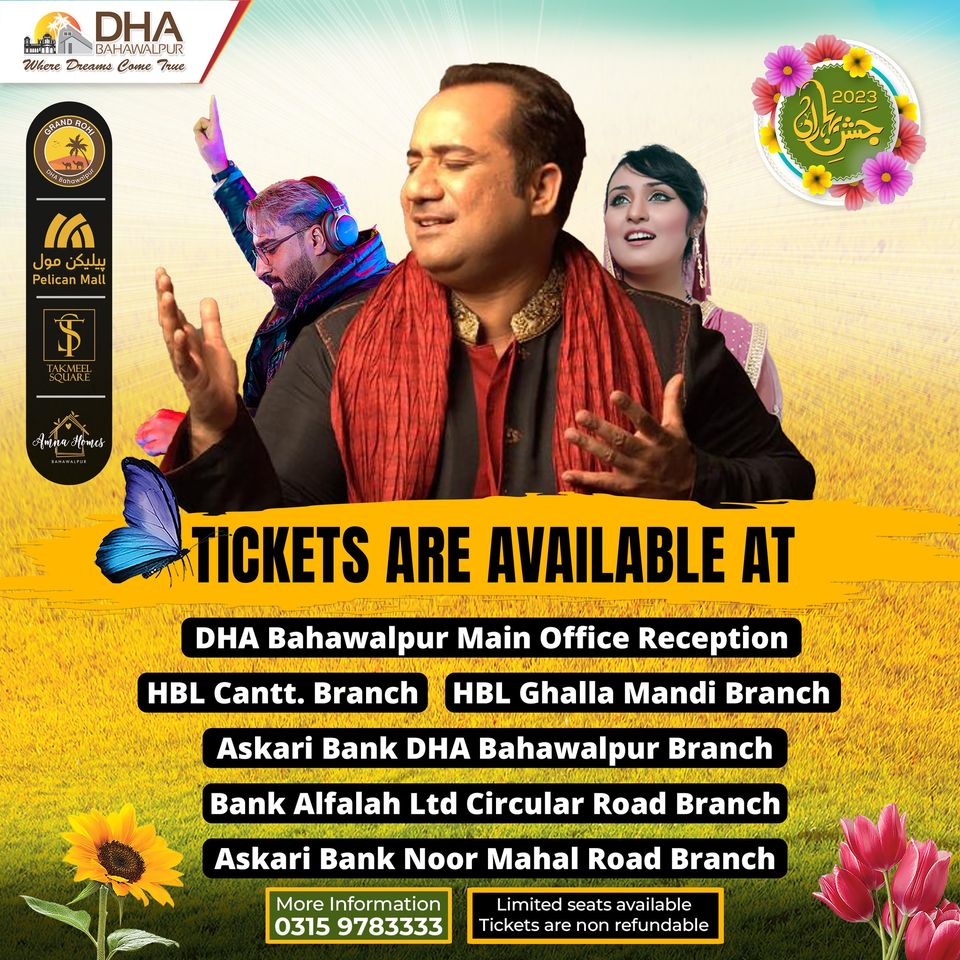 DHA
BAHAWALPUR
Where Dreams Come True
2023
جشنِ بہاراں
GRAND ROHI
DHA Bahawalpur
پیلیکن مول
Pelican Mall
TS
TAKMEEL
SQUARE
Amna Homes
BAHAWALPUR
TICKETS ARE AVAILABLE AT
DHA Bahawalpur Main Office Reception
HBL Cantt. Branch HBL Ghalla Mandi Branch
Askari Bank DHA Bahawalpur Branch
Bank Alfalah Ltd Circular Road Branch
Askari Bank Noor Mahal Road Branch
More Information
0315 9783333
Limited seats available
Tickets are non refundable